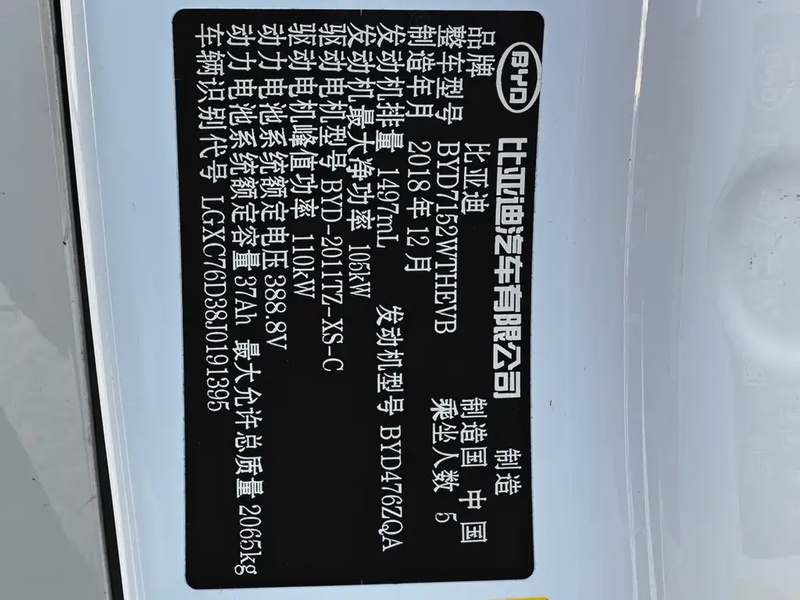 BYD 比亚迪汽车有限公司 制造
品牌 比亚迪 制造国 中国
整车型号 BYD7152WTHEVB 乘坐人数 5
制造年月 2018年12月
发动机排量 1497mL 发动机型号 BYD476ZQA
发动机最大净功率 105kW
驱动电机型号 BYD-2011TZ-XS-C
驱动电机峰值功率 110kW
动力电池系统额定电压 388.8V
动力电池系统额定容量 37Ah 最大允许总质量 2065kg
车辆识别代号 LGXC76D38J0191395